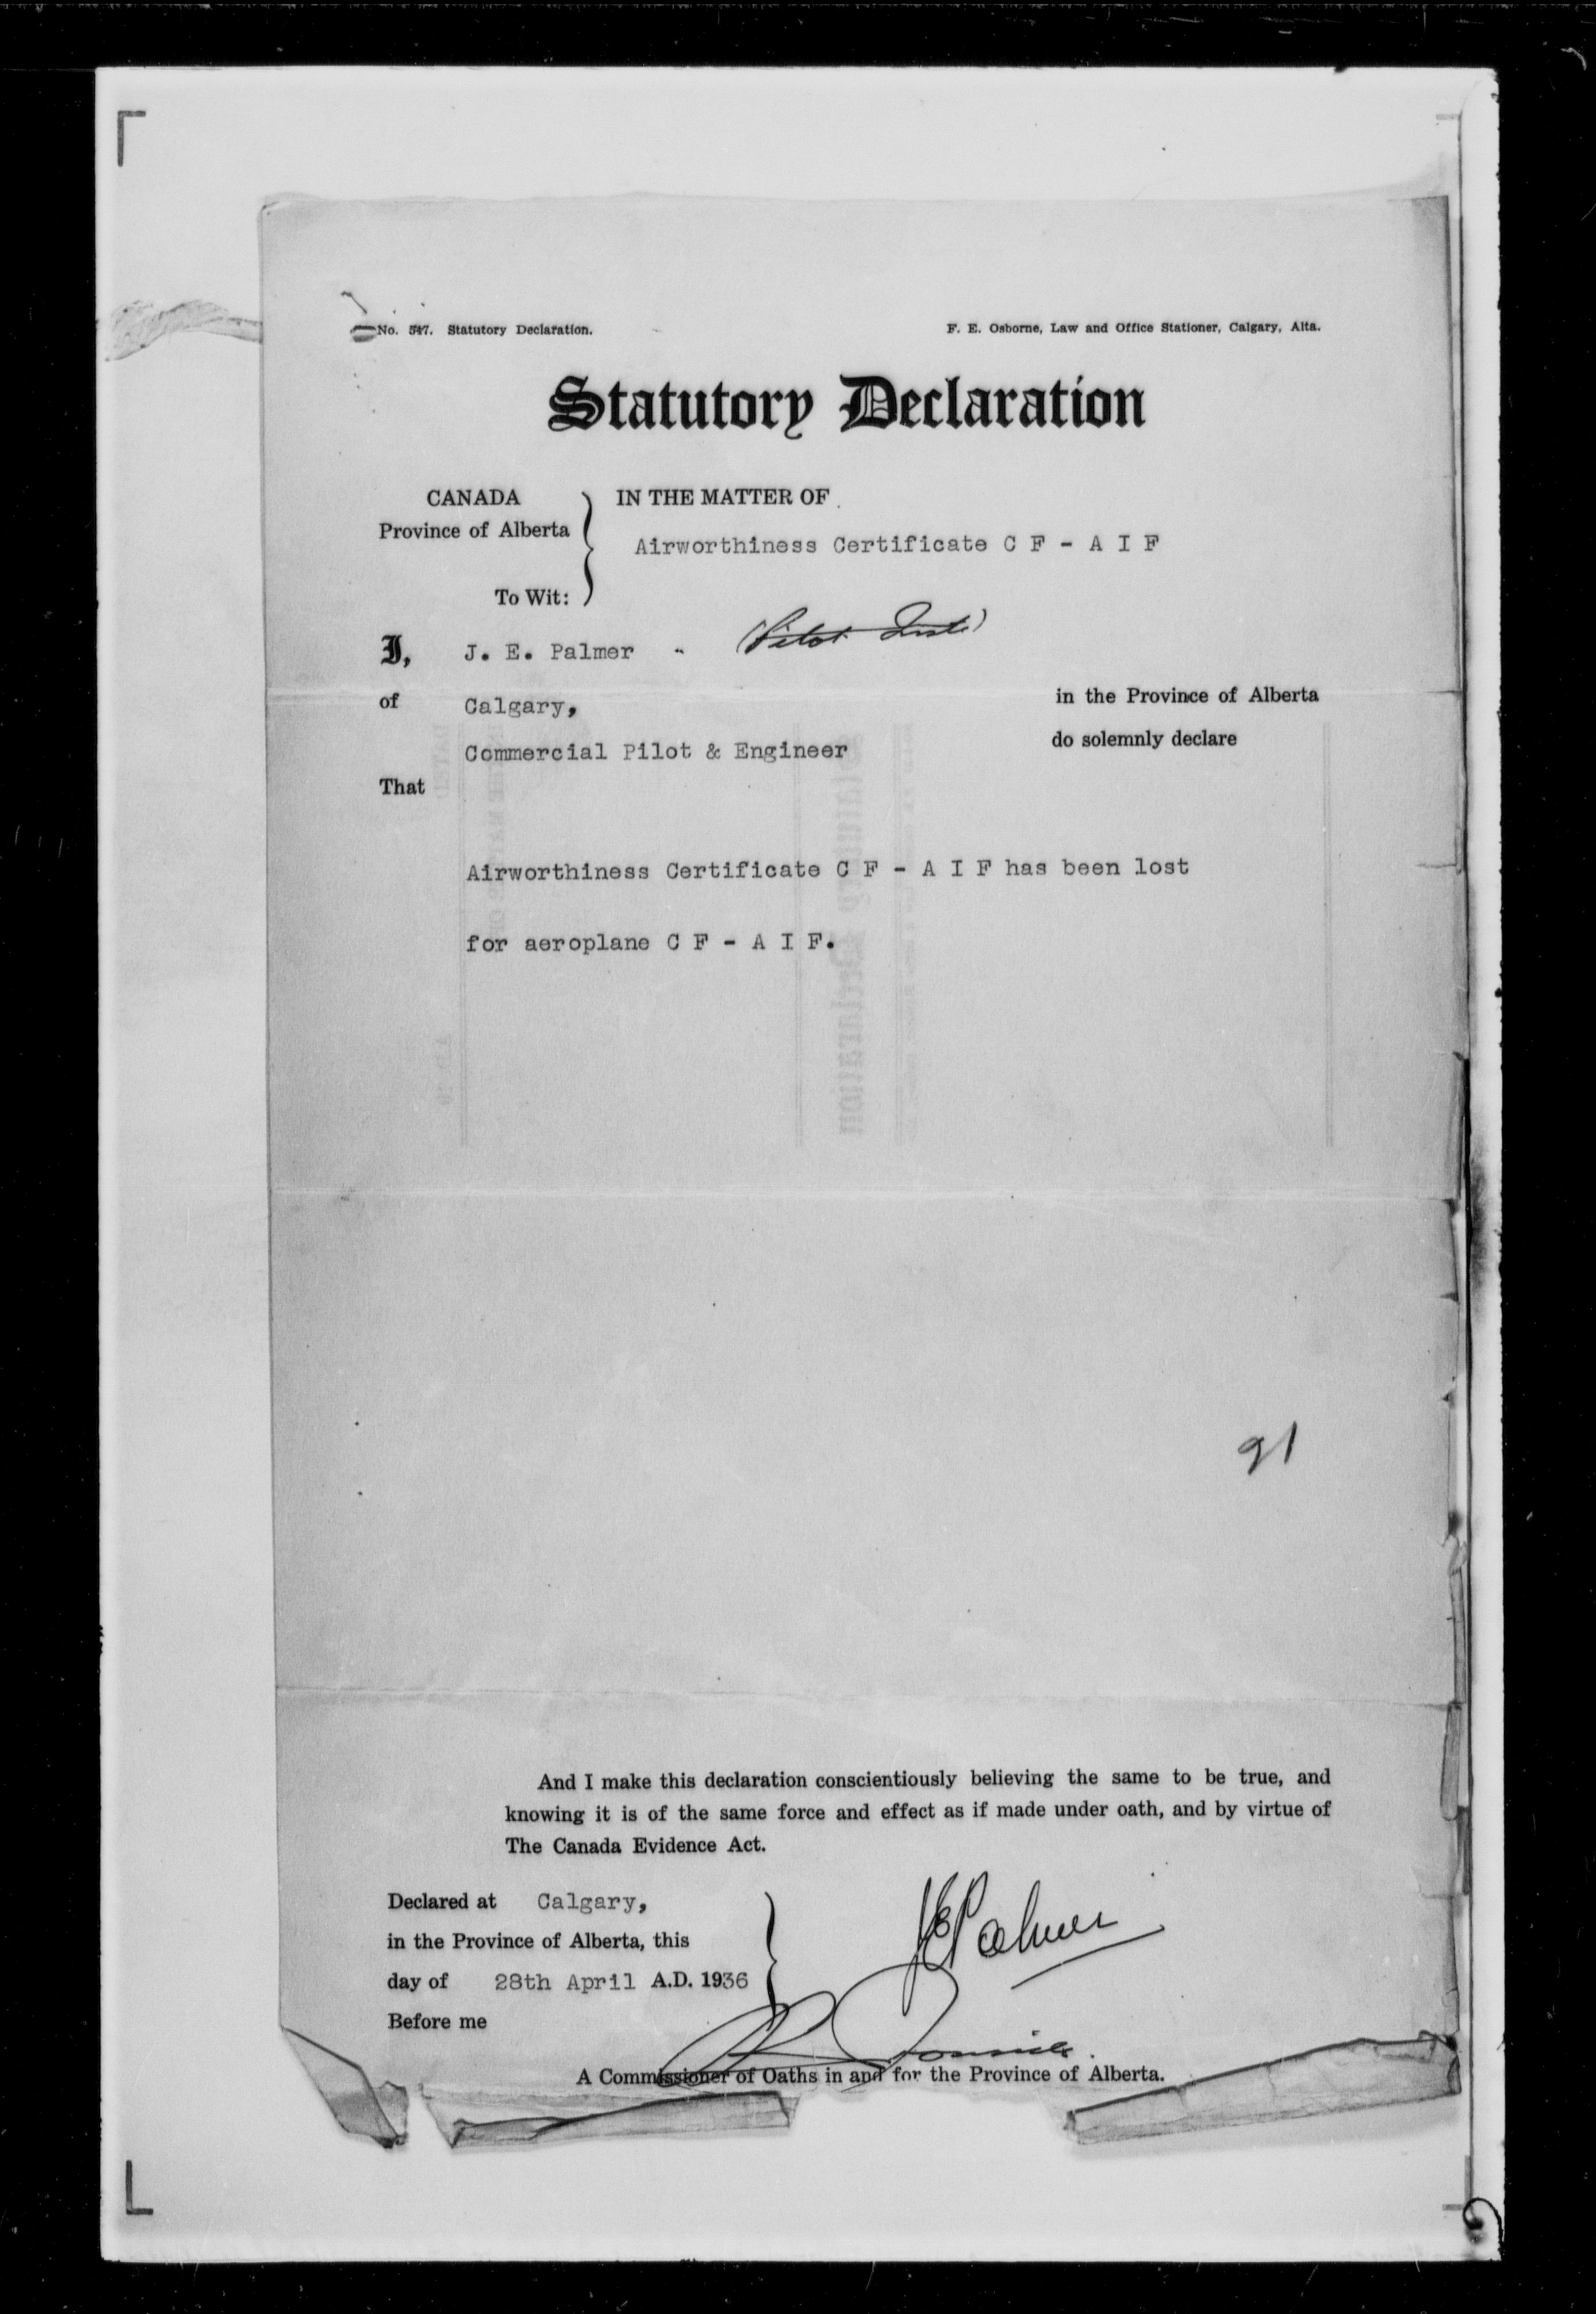 No. 547. Statutory Declaration.
F. E. Osborne, Law and Office Stationer, Calgary, Alta.
Statutory Declaration
CANADA
Province of Alberta
To Wit:
IN THE MATTER OF
Airworthiness Certificate C F - A I F
I, J. E. Palmer - (Pilot
of Calgary, in the Province of Alberta
Commercial Pilot & Engineer do solemnly declare
That
Airworthiness Certificate C F - A I F has been lost
for aeroplane C F - A I F.
91
And I make this declaration conscientiously believing the same to be true, and
knowing it is of the same force and effect as if made under oath, and by virtue of
The Canada Evidence Act.
Declared at Calgary,
in the Province of Alberta, this
day of 28th April A.D. 1936
Before me
JEPalmer
A Commissioner of Oaths in and for the Province of Alberta.